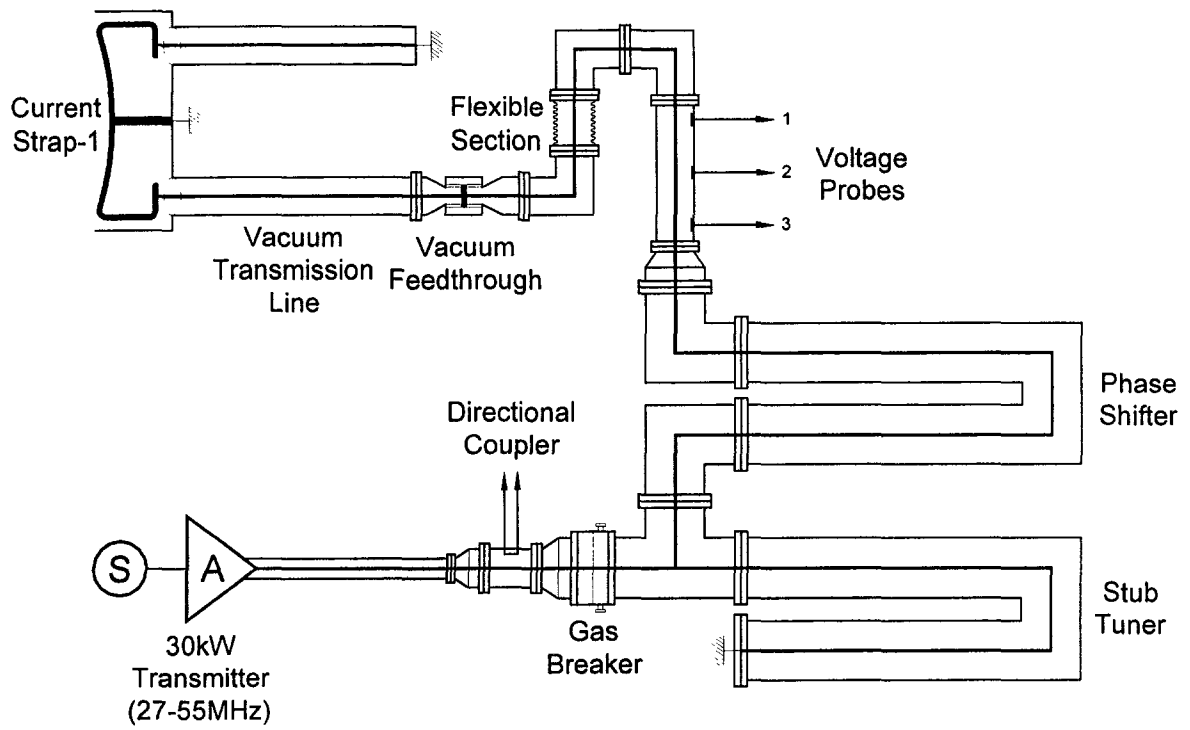 Current
Strap-1
Flexible
Section
1
2
3
Voltage
Probes
Vacuum
Transmission
Line
Vacuum
Feedthrough
Phase
Shifter
Directional
Coupler
S
A
30kW
Transmitter
(27-55MHz)
Gas
Breaker
Stub
Tuner